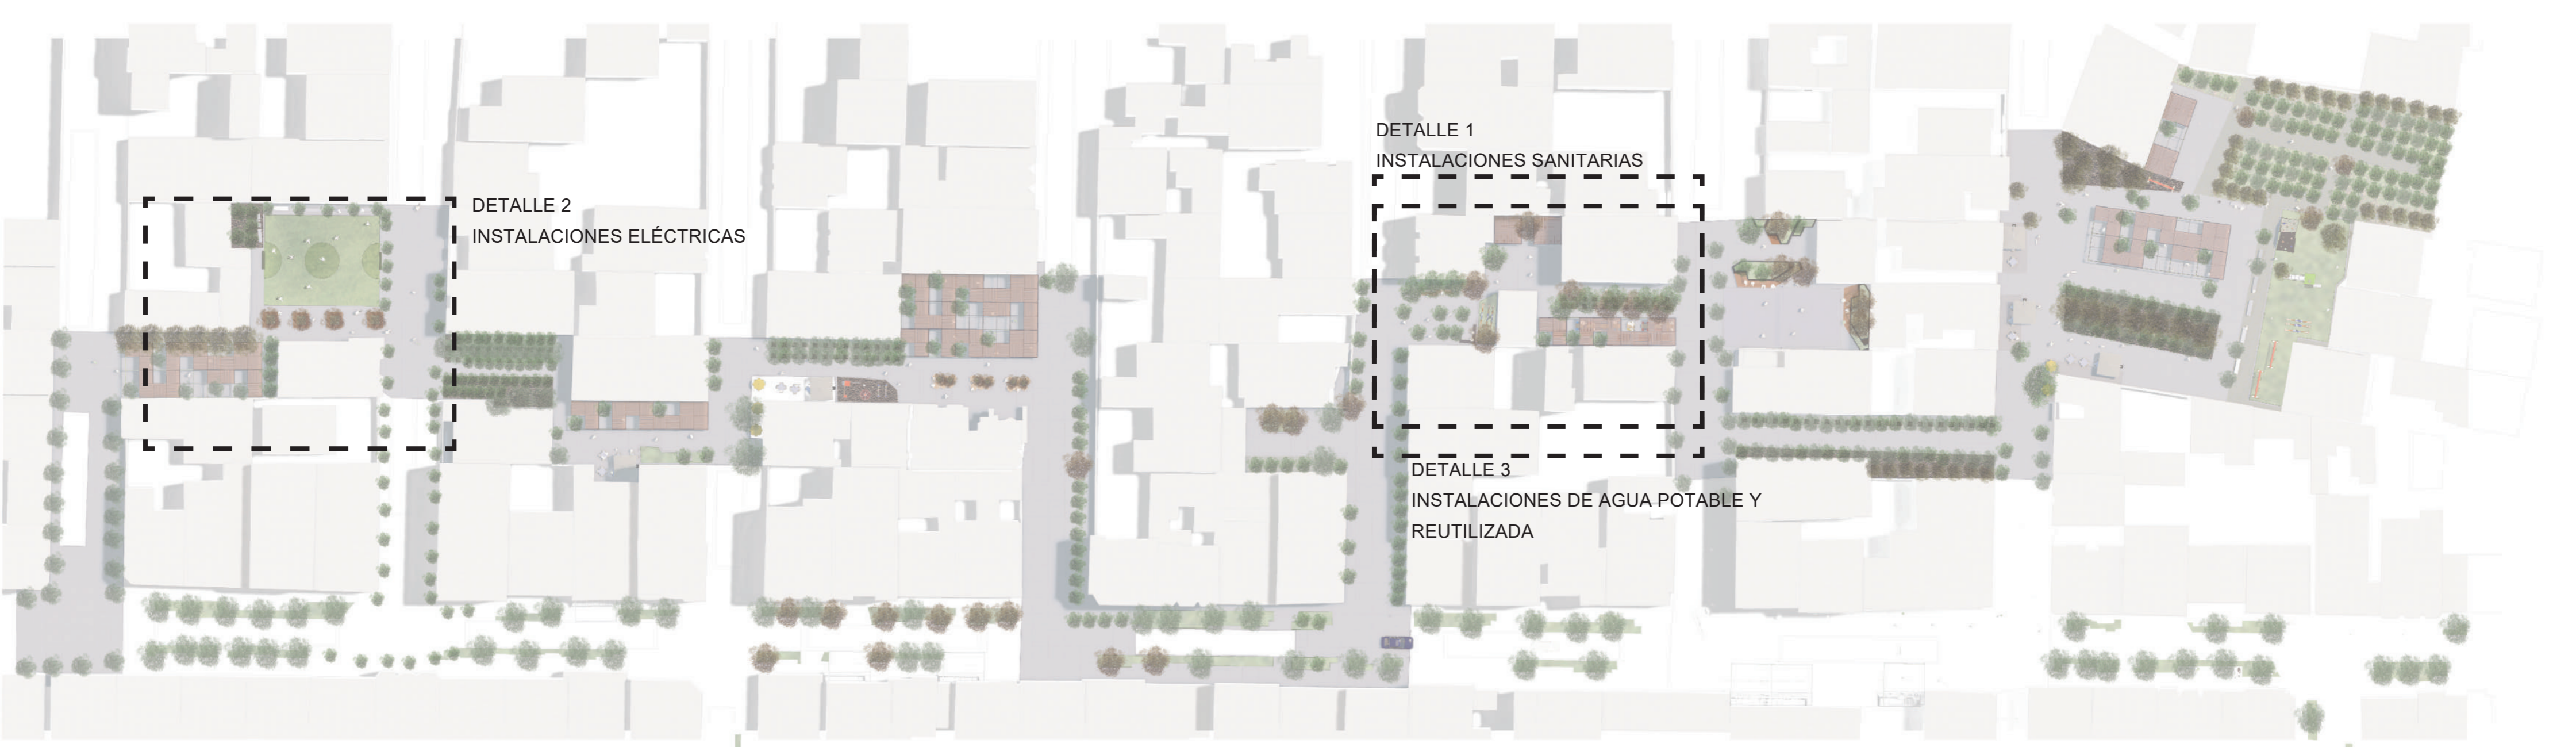 DETALLE 1
INSTALACIONES SANITARIAS
DETALLE 2
INSTALACIONES ELÉCTRICAS
DETALLE 3
INSTALACIONES DE AGUA POTABLE Y
REUTILIZADA